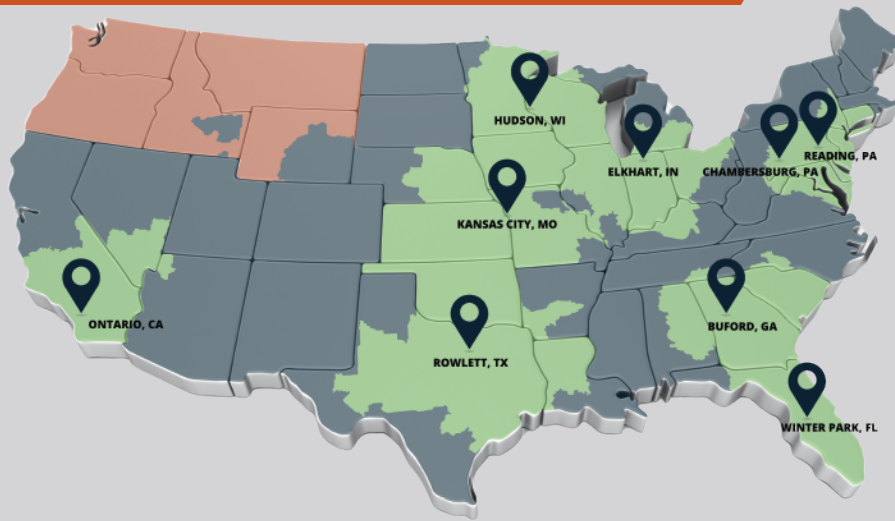 HUDSON, WI
READING, PA
ELKHART, IN
CHAMBERSBURG, PA
KANSAS CITY, MO
ONTARIO, CA
BUFORD, GA
ROWLETT, TX
WINTER PARK, FL